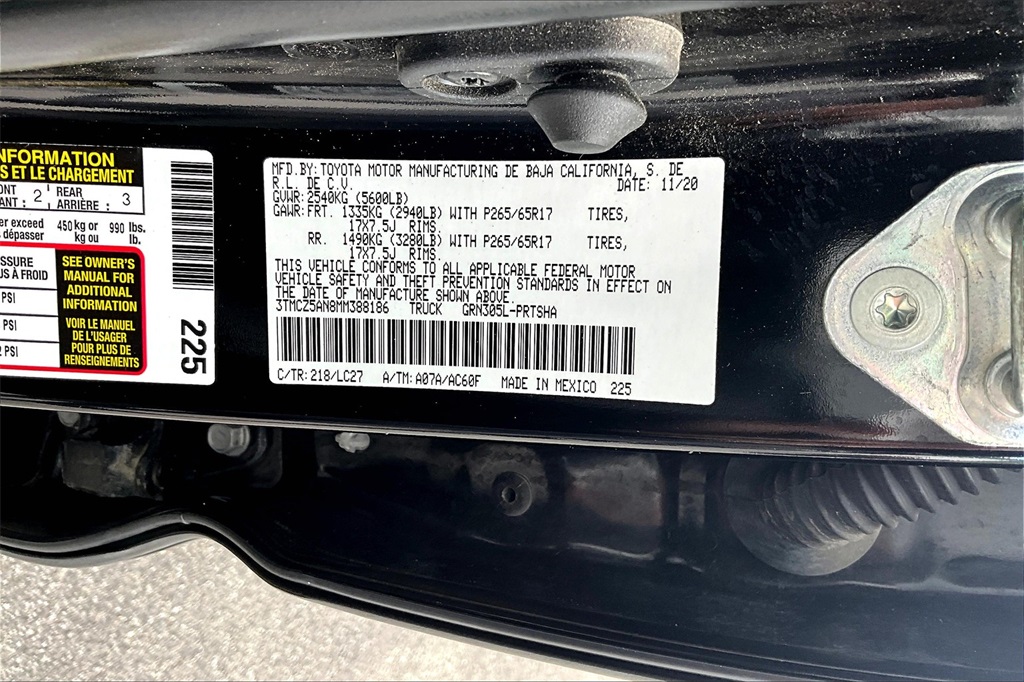 NFORMATION
S ET LE CHARGEMENT
ONT 2 REAR 3
ANT : ARRIÈRE :
er exceed 450 kg or 990 lbs.
s dépasser kg ou lb.
SSURE
US À FROID
PSI
PSI
PSI
SEE OWNER'S
MANUAL FOR
ADDITIONAL
INFORMATION
VOIR LE MANUEL
DE L'USAGER
POUR PLUS DE
RENSEIGNEMENTS
225
MFD.BY:TOYOTA MOTOR MANUFACTURING DE BAJA CALIFORNIA, S. DE
R.L. DE C.V. DATE: 11/20
GVWR:2540KG (5600LB)
GAWR:FRT. 1335KG (2940LB) WITH P265/65R17 TIRES,
17X7.5J RIMS.
RR. 1490KG (3280LB) WITH P265/65R17 TIRES,
17X7.5J RIMS.
THIS VEHICLE CONFORMS TO ALL APPLICABLE FEDERAL MOTOR
VEHICLE SAFETY AND THEFT PREVENTION STANDARDS IN EFFECT ON
THE DATE OF MANUFACTURE SHOWN ABOVE.
3TMCZ5AN8MM388186 TRUCK GRN305L-PRTSHA
C/TR:218/LC27 A/TM:A07A/AC60F MADE IN MEXICO 225